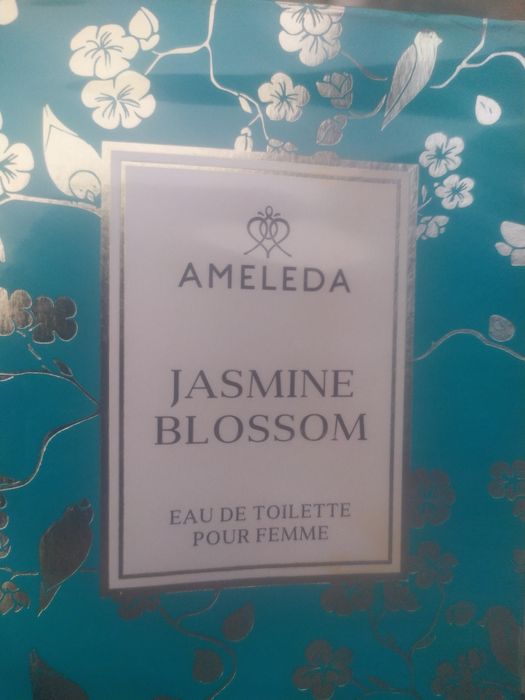 AMELEDA
JASMINE
BLOSSOM
EAU DE TOILETTE
POUR FEMME